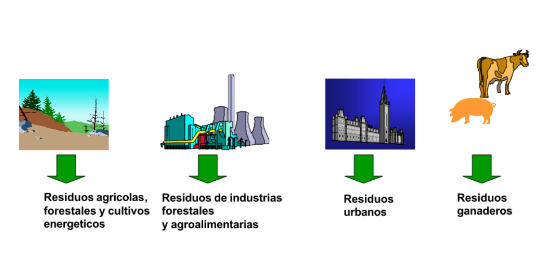 Residuos agricolas,
forestales y cultivos
energeticos
Residuos de industrias
forestales
y agroalimentarias
Residuos
urbanos
Residuos
ganaderos